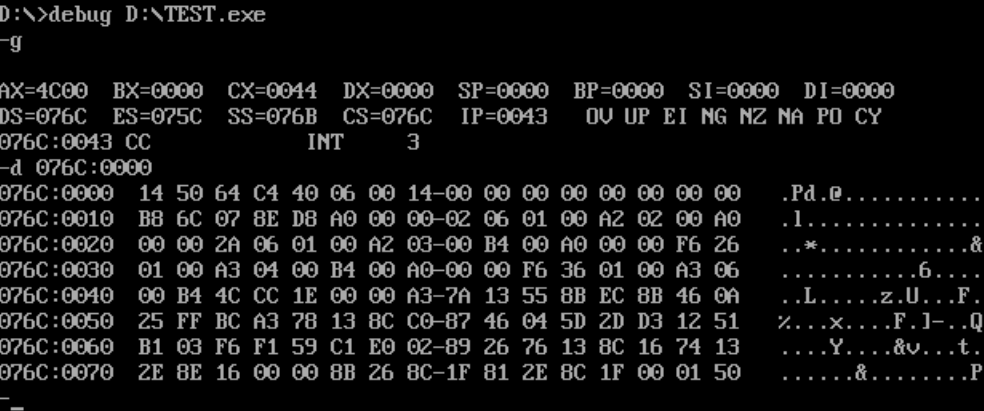 D:\>debug D:\TEST.exe
-g
AX=4C00  BX=0000  CX=0044  DX=0000  SP=0000  BP=0000  SI=0000  DI=0000
DS=076C  ES=075C  SS=076B  CS=076C  IP=0043   OV UP EI NG NZ NA PO CY
076C:0043 CC            INT     3
-d 076C:0000
076C:0000  14 50 64 C4 40 06 00 14-00 00 00 00 00 00 00 00   .Pd.@...........
076C:0010  B8 6C 07 8E D8 A0 00 00-02 06 01 00 A2 02 00 A0   .l..............
076C:0020  00 00 2A 06 01 00 A2 03-00 B4 00 A0 00 00 F6 26   ..*............&
076C:0030  01 00 A3 04 00 B4 00 A0-00 00 F6 36 01 00 A3 06   ...........6....
076C:0040  00 B4 4C CC 1E 00 00 A3-7A 13 55 8B EC 8B 46 0A   ..L.....z.U...F.
076C:0050  25 FF BC A3 78 13 8C C0-87 46 04 5D 2D D3 12 51   %...x....F.]-..Q
076C:0060  B1 03 F6 F1 59 C1 E0 02-89 26 76 13 8C 16 74 13   ....Y....&v...t.
076C:0070  2E 8E 16 00 00 8B 26 8C-1F 81 2E 8C 1F 00 01 50   ......&........P
-